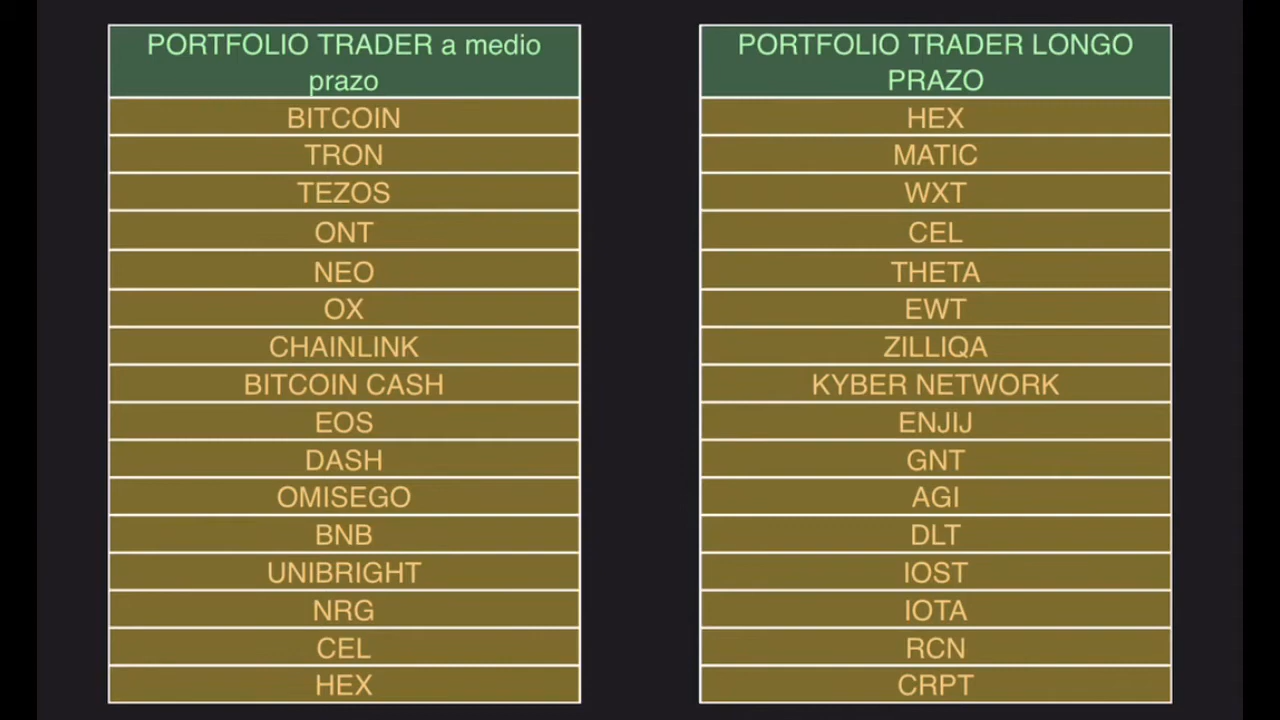 PORTFOLIO TRADER a medio
prazo
BITCOIN
TRON
TEZOS
ONT
NEO
OX
CHAINLINK
BITCOIN CASH
EOS
DASH
OMISEGO
BNB
UNIBRIGHT
NRG
CEL
HEX
PORTFOLIO TRADER LONGO
PRAZO
HEX
MATIC
WXT
CEL
THETA
EWT
ZILLIQA
KYBER NETWORK
ENJIJ
GNT
AGI
DLT
IOST
IOTA
RCN
CRPT